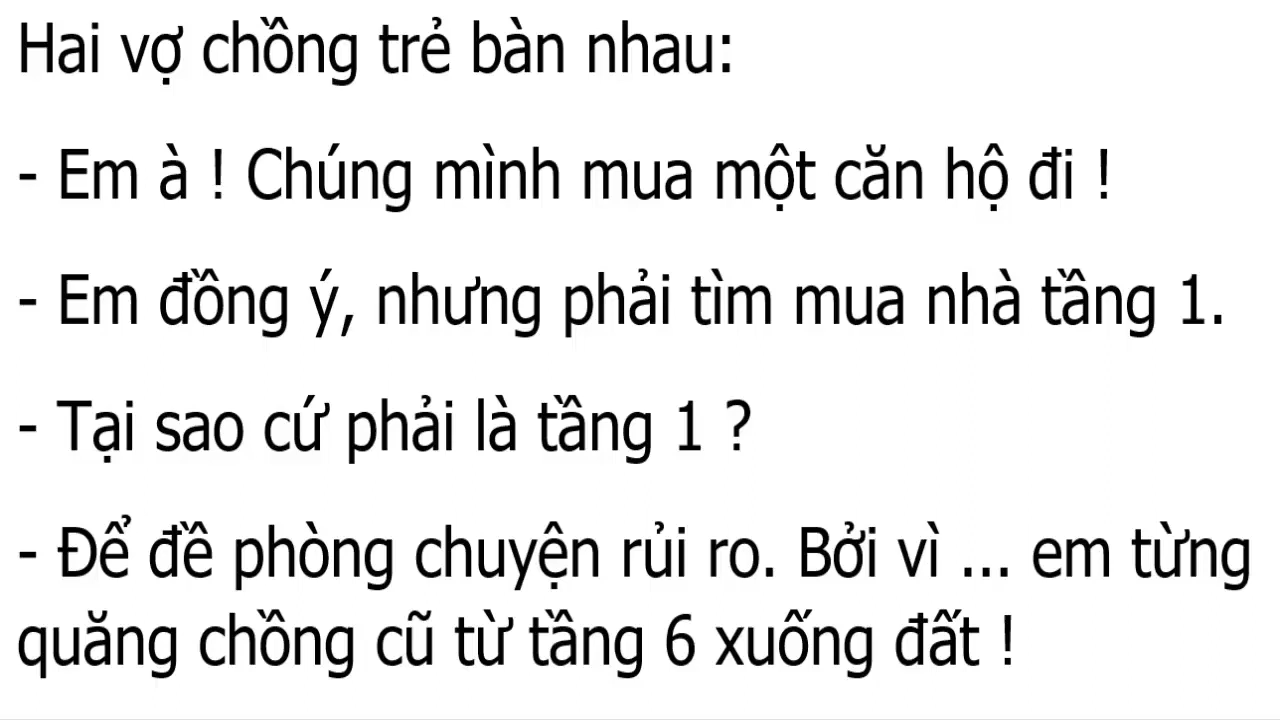 Hai vợ chồng trẻ bàn nhau:
- Em à ! Chúng mình mua một căn hộ đi !
- Em đồng ý, nhưng phải tìm mua nhà tầng 1.
- Tại sao cứ phải là tầng 1 ?
- Để đề phòng chuyện rủi ro. Bởi vì ... em từng
quăng chồng cũ từ tầng 6 xuống đất !